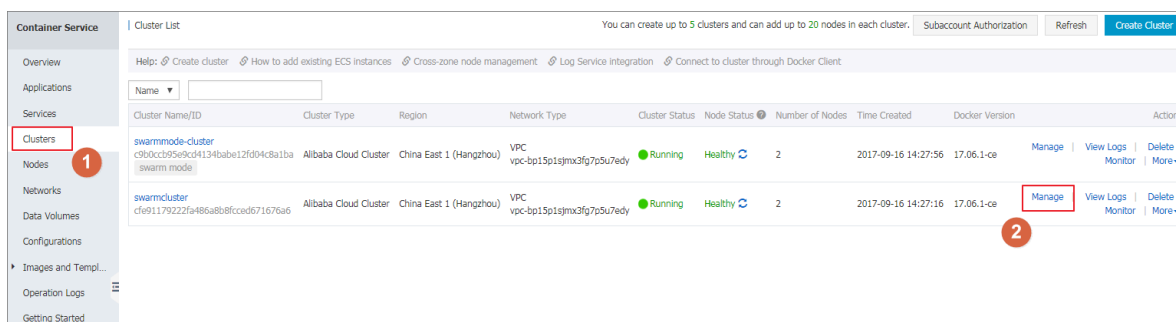 Container Service
Cluster List
You can create up to 5 clusters and can add up to 20 nodes in each cluster.
Subaccount Authorization
Refresh
Create Cluster
Overview
Applications
Services
Clusters
1
Nodes
Networks
Data Volumes
Configurations
Images and Templ...
Operation Logs
Getting Started
Help: Create cluster How to add existing ECS instances Cross-zone node management Log Service integration Connect to cluster through Docker Client
Name ▼
Cluster Name/ID Cluster Type Region Network Type Cluster Status Node Status Number of Nodes Time Created Docker Version Action
swarmmode-cluster
c9b0ccb95e9cd4134babe12fd04c8a1ba
swarm mode
Alibaba Cloud Cluster China East 1 (Hangzhou)
VPC
vpc-bp15p1sjmx3fg7p5u7edy
Running Healthy 2 2017-09-16 14:27:56 17.06.1-ce
Manage | View Logs | Delete
Monitor | More
swarmcluster
cfe91179222fa486a8b8fcced671676a6
Alibaba Cloud Cluster China East 1 (Hangzhou)
VPC
vpc-bp15p1sjmx3fg7p5u7edy
Running Healthy 2 2017-09-16 14:27:16 17.06.1-ce
Manage View Logs | Delete
Monitor | More
2